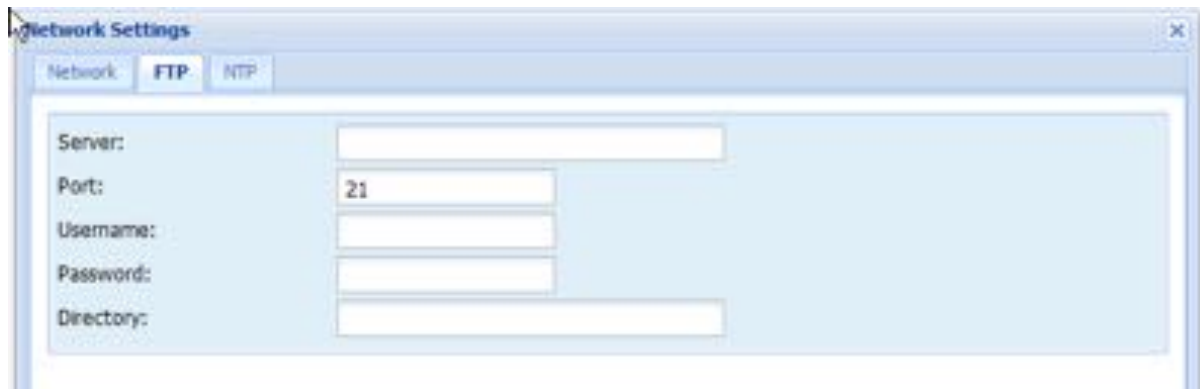 Network Settings
Network FTP NTP
Server:
Port: 21
Username:
Password:
Directory: